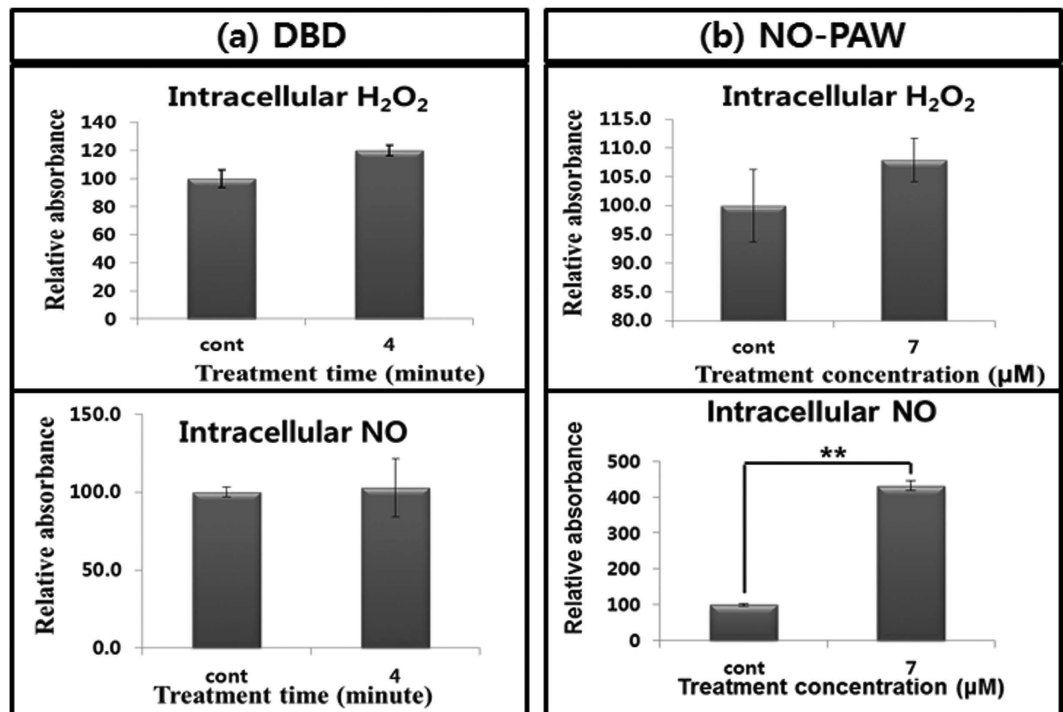 (a) DBD
Intracellular H₂O₂
Relative absorbance
140
120
100
80
60
40
20
0
cont 4
Treatment time (minute)
Intracellular NO
Relative absorbance
150.0
100.0
50.0
0.0
cont 4
Treatment time (minute)
(b) NO-PAW
Intracellular H₂O₂
Relative absorbance
115.0
110.0
105.0
100.0
95.0
90.0
85.0
80.0
cont 7
Treatment concentration (µM)
Intracellular NO
Relative absorbance
**
500
400
300
200
100
0
cont 7
Treatment concentration (µM)